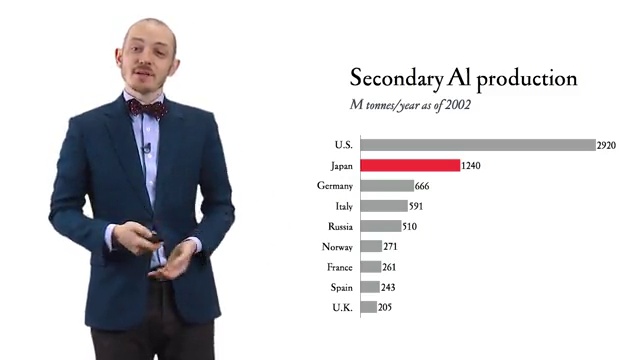 Secondary Al production
M tonnes/year as of 2002
U.S. 2920
Japan 1240
Germany 666
Italy 591
Russia 510
Norway 271
France 261
Spain 243
U.K. 205